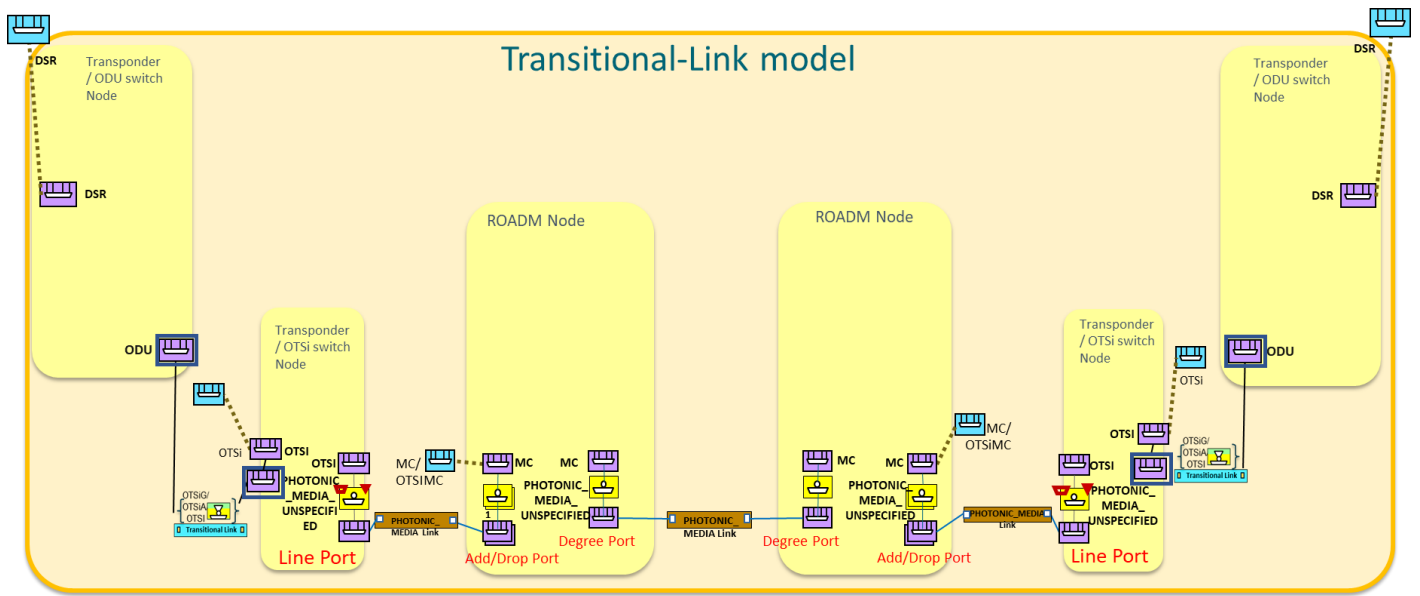 Transitional-Link model
DSR
Transponder
/ ODU switch
Node
DSR
ODU
OTSi
OTSI
OTSiG/
OTSiA/
OTSI
Transitional Link
Transponder
/ OTSi switch
Node
OTSI
PHOTONIC_
_MEDIA_
UNSPECIFI
ED
Line Port
PHOTONIC_
MEDIA Link
MC/
OTSIMC
ROADM Node
MC
1
Add/Drop Port
MC
PHOTONIC_
MEDIA_
UNSPECIFIED
Degree Port
PHOTONIC_
MEDIA Link
ROADM Node
MC
Degree Port
MC
PHOTONIC_
MEDIA_
UNSPECIFIED
Add/Drop Port
MC/
OTSiMC
PHOTONIC_MEDIA
Link
Transponder
/ OTSi switch
Node
OTSI
OTSi
PHOTONIC_
MEDIA_
UNSPECIFIED
Line Port
OTSi
OTSiG/
OTSiA/
OTSI
Transitional Link
DSR
Transponder
/ ODU switch
Node
DSR
ODU